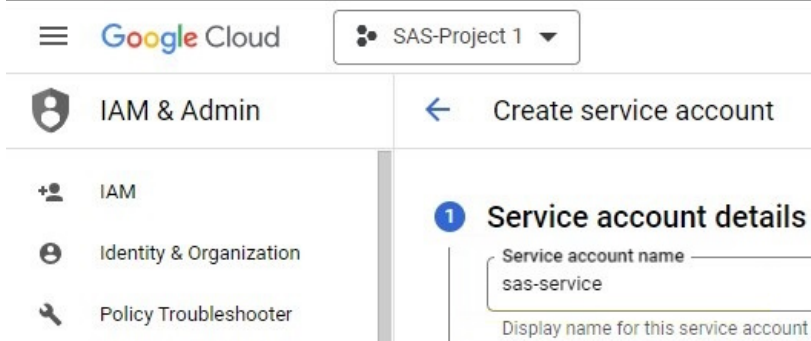 Google Cloud
SAS-Project 1
IAM & Admin
Create service account
IAM
Identity & Organization
Policy Troubleshooter
1
Service account details
Service account name
sas-service
Display name for this service account